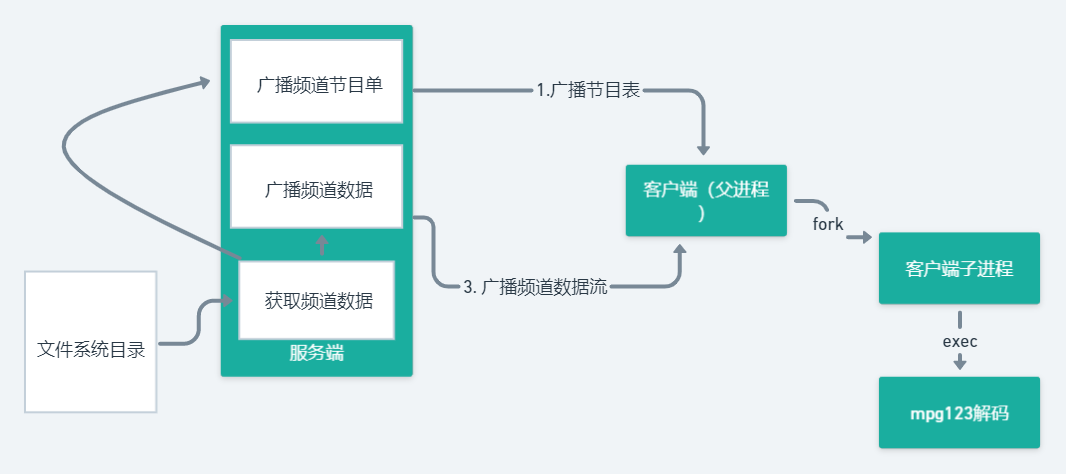 广播频道节目单
1.广播节目表
广播频道数据
客户端（父进程
）
fork
客户端子进程
获取频道数据
3. 广播频道数据流
文件系统目录
服务端
exec
mpg123解码